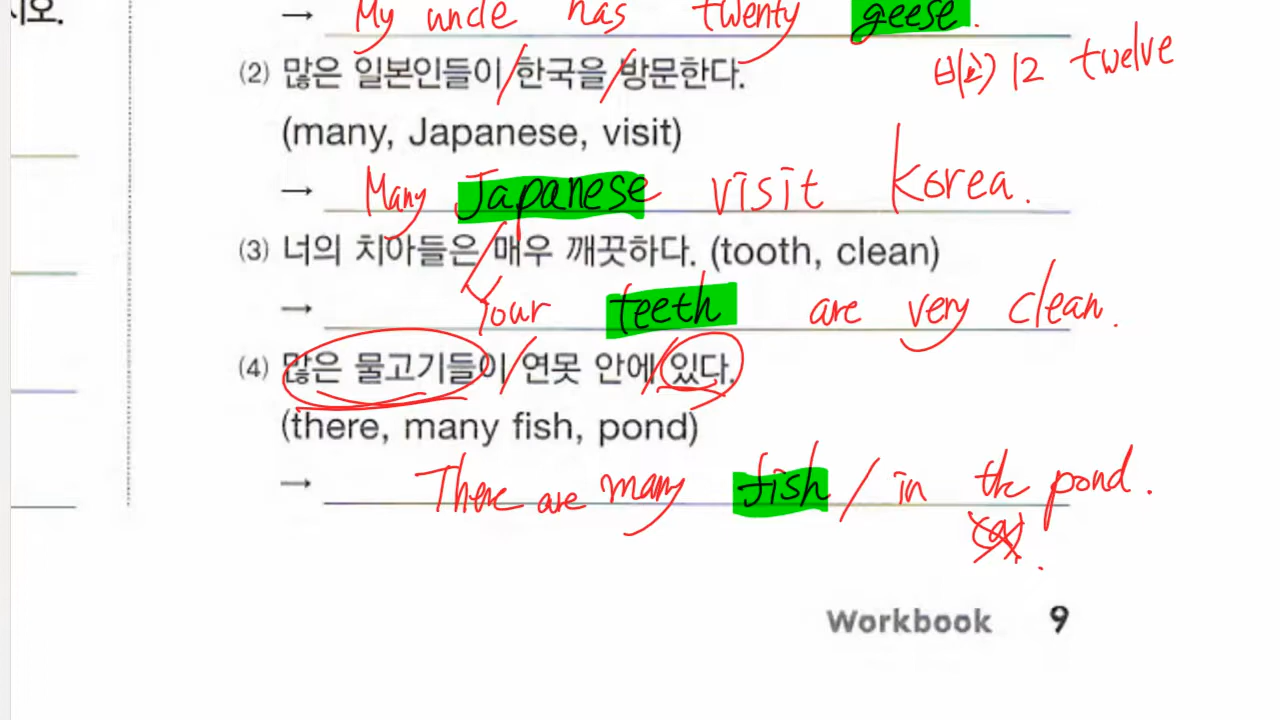 시오.
→ My uncle has twenty geese.
(2) 많은 일본인들이/한국을/방문한다.
비교) 12 twelve
(many, Japanese, visit)
→ Many Japanese visit Korea.
(3) 너의 치아들은/매우 깨끗하다. (tooth, clean)
→ Your teeth are very clean.
(4) 많은 물고기들이/연못 안에/있다.
(there, many fish, pond)
→ There are many fish / in the pond.
(a)
Workbook 9